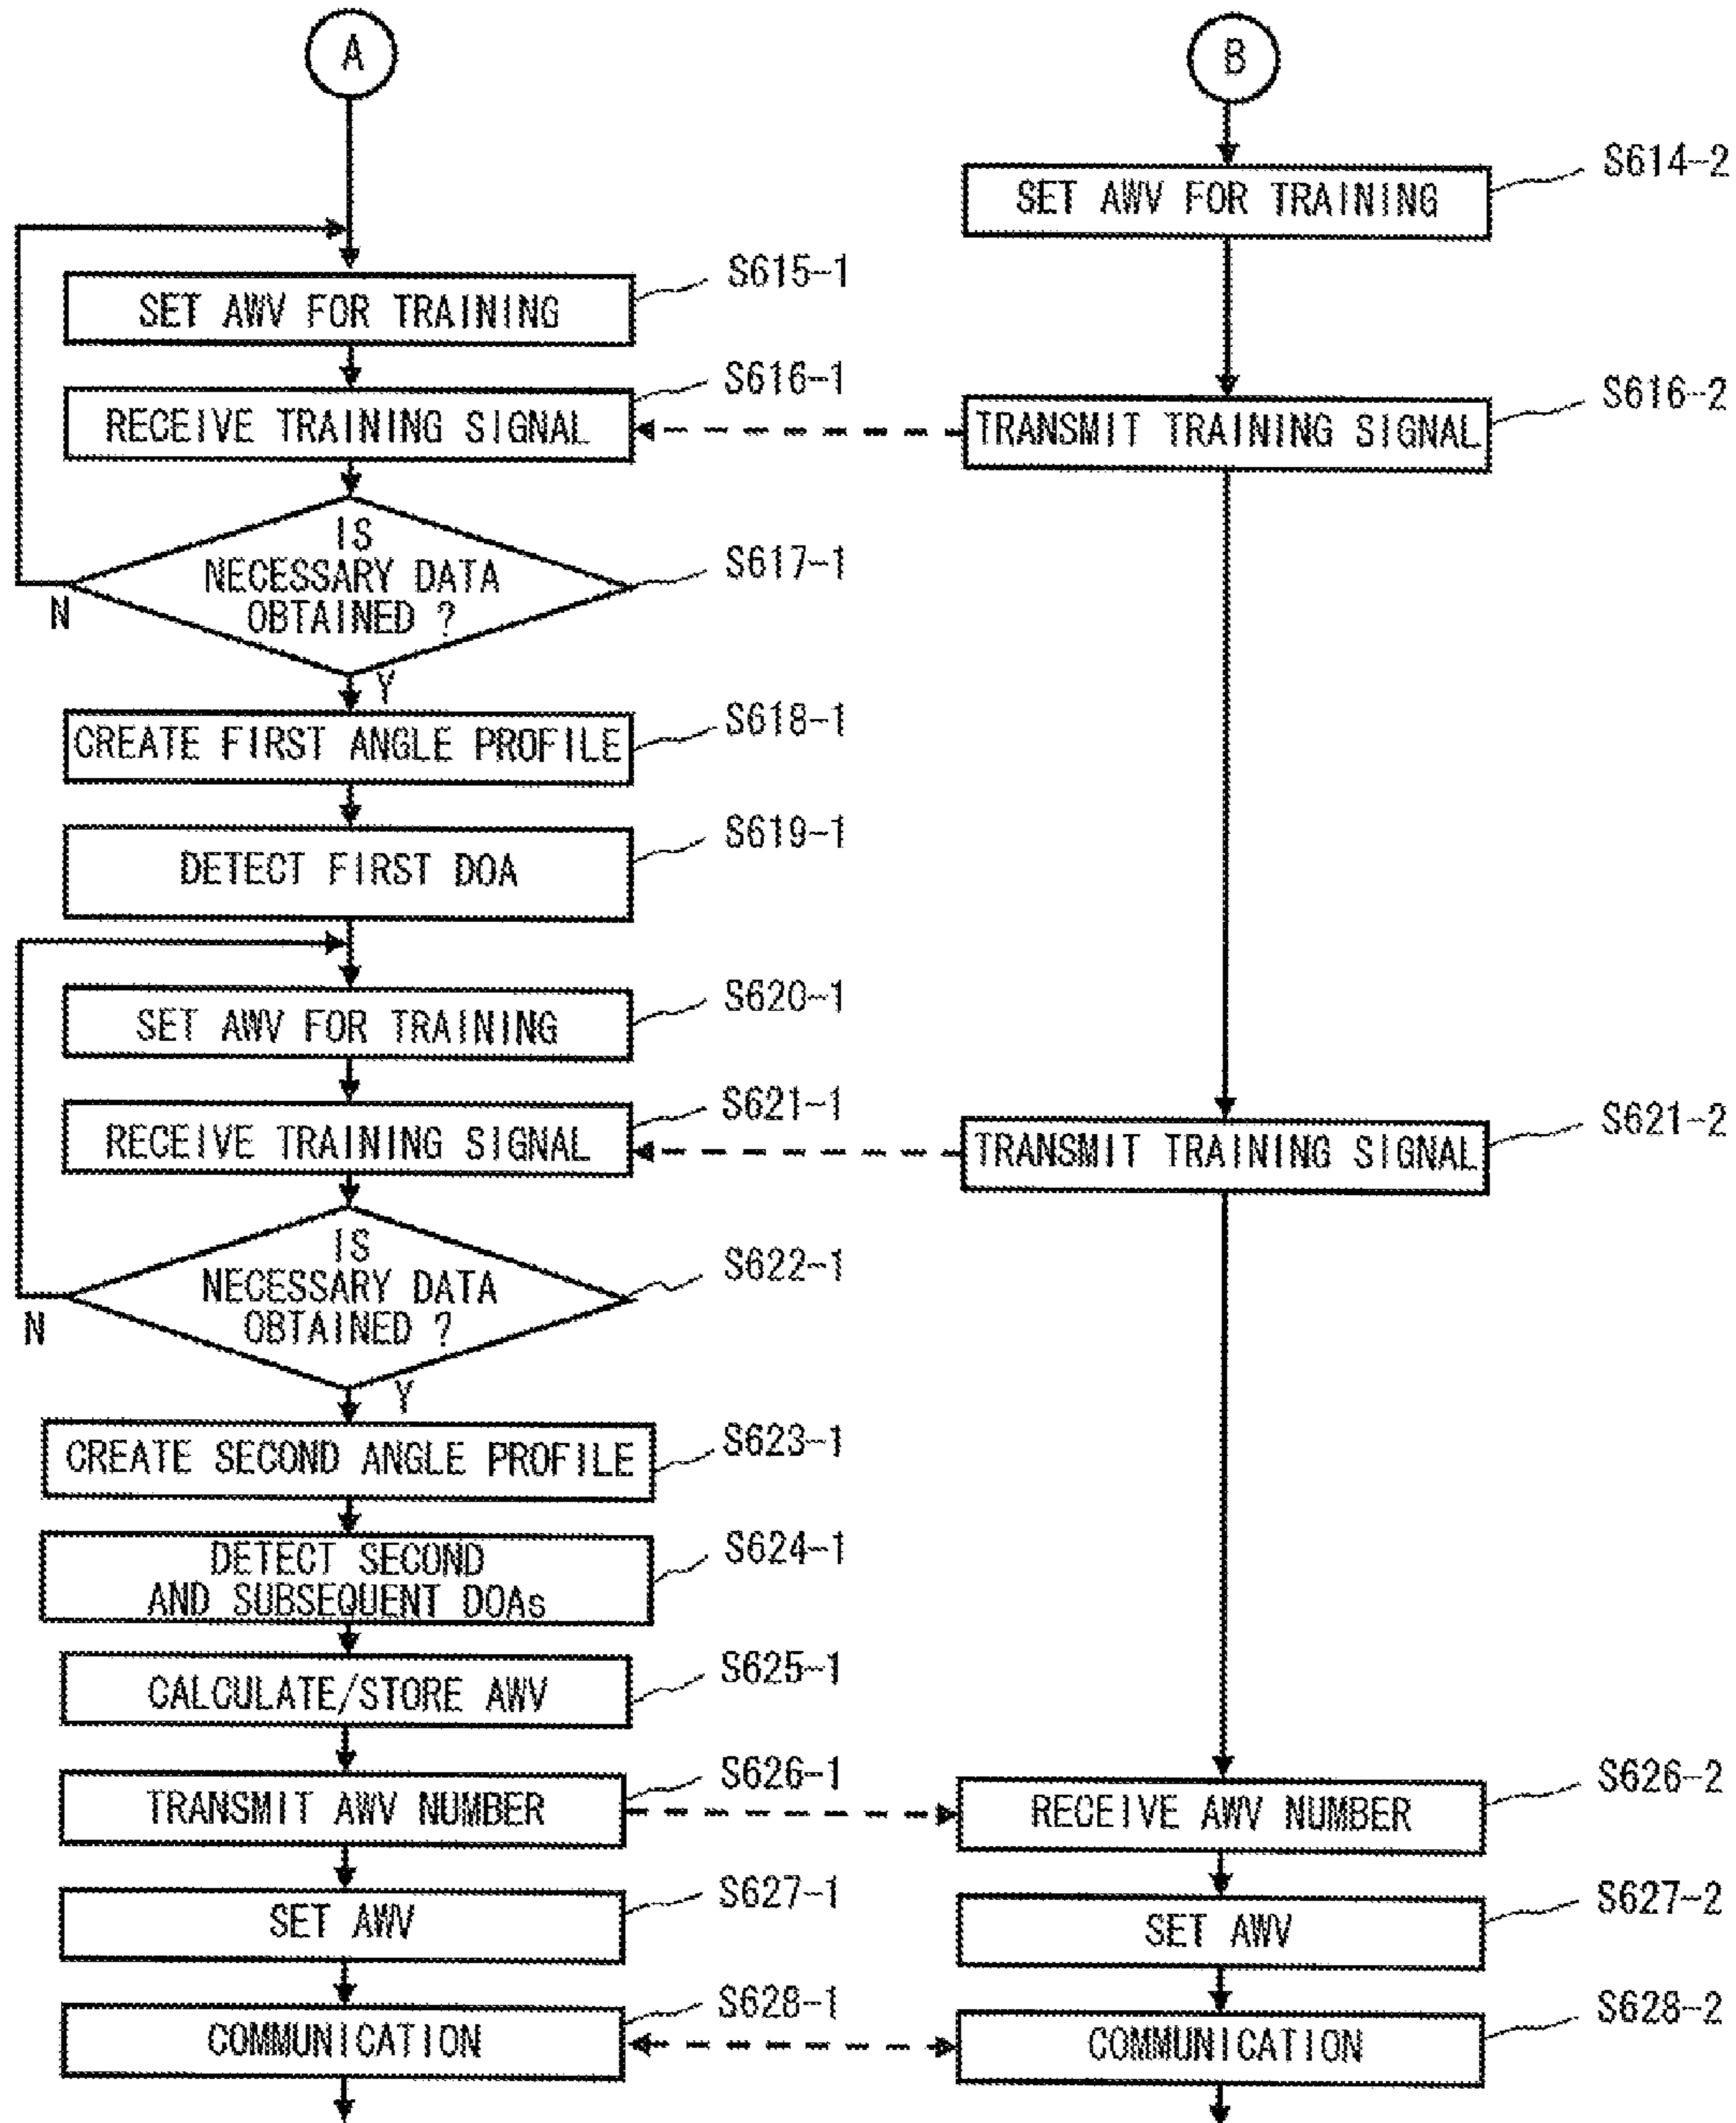 A
B
S614-2
SET AWV FOR TRAINING
S615-1
SET AWV FOR TRAINING
S616-1
RECEIVE TRAINING SIGNAL
S616-2
TRANSMIT TRAINING SIGNAL
IS
NECESSARY DATA
OBTAINED ?
S617-1
N
Y
S618-1
CREATE FIRST ANGLE PROFILE
S619-1
DETECT FIRST DOA
S620-1
SET AWV FOR TRAINING
S621-1
RECEIVE TRAINING SIGNAL
S621-2
TRANSMIT TRAINING SIGNAL
IS
NECESSARY DATA
OBTAINED ?
S622-1
N
Y
S623-1
CREATE SECOND ANGLE PROFILE
S624-1
DETECT SECOND
AND SUBSEQUENT DOAs
S625-1
CALCULATE/STORE AWV
S626-1
TRANSMIT AWV NUMBER
S626-2
RECEIVE AWV NUMBER
S627-1
SET AWV
S627-2
SET AWV
S628-1
COMMUNICATION
S628-2
COMMUNICATION